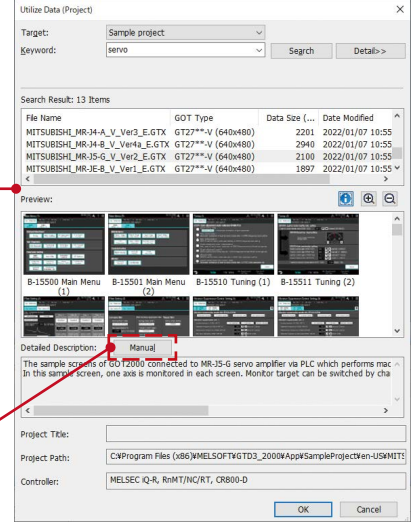 Utilize Data (Project)
Target: Sample project
Keyword: servo Search Detail>>
Search Result: 13 Items
File Name GOT Type Data Size (... Date Modified
MITSUBISHI_MR-J4-A_V_Ver3_E.GTX GT27**-V (640x480) 2201 2022/01/07 10:55
MITSUBISHI_MR-J4-B_V_Ver4a_E.GTX GT27**-V (640x480) 2940 2022/01/07 10:55
MITSUBISHI_MR-J5-G_V_Ver2_E.GTX GT27**-V (640x480) 2100 2022/01/07 10:55
MITSUBISHI_MR-JE-B_V_Ver1_E.GTX GT27**-V (640x480) 1897 2022/01/07 10:55
Preview:
B-15500 Main Menu (1)
B-15501 Main Menu (2)
B-15510 Tuning (1)
B-15511 Tuning (2)
Detailed Description: Manual
The sample screens of GOT2000 connected to MR-J5-G servo amplifier via PLC which performs mac
In this sample screen, one axis is monitored in each screen. Monitor target can be switched by cha
Project Title:
Project Path: C:¥Program Files (x86)¥MELSOFT¥GTD3_2000¥App¥SampleProject¥en-US¥MITS
Controller: MELSEC iQ-R, RnMT/NC/RT, CR800-D
OK Cancel